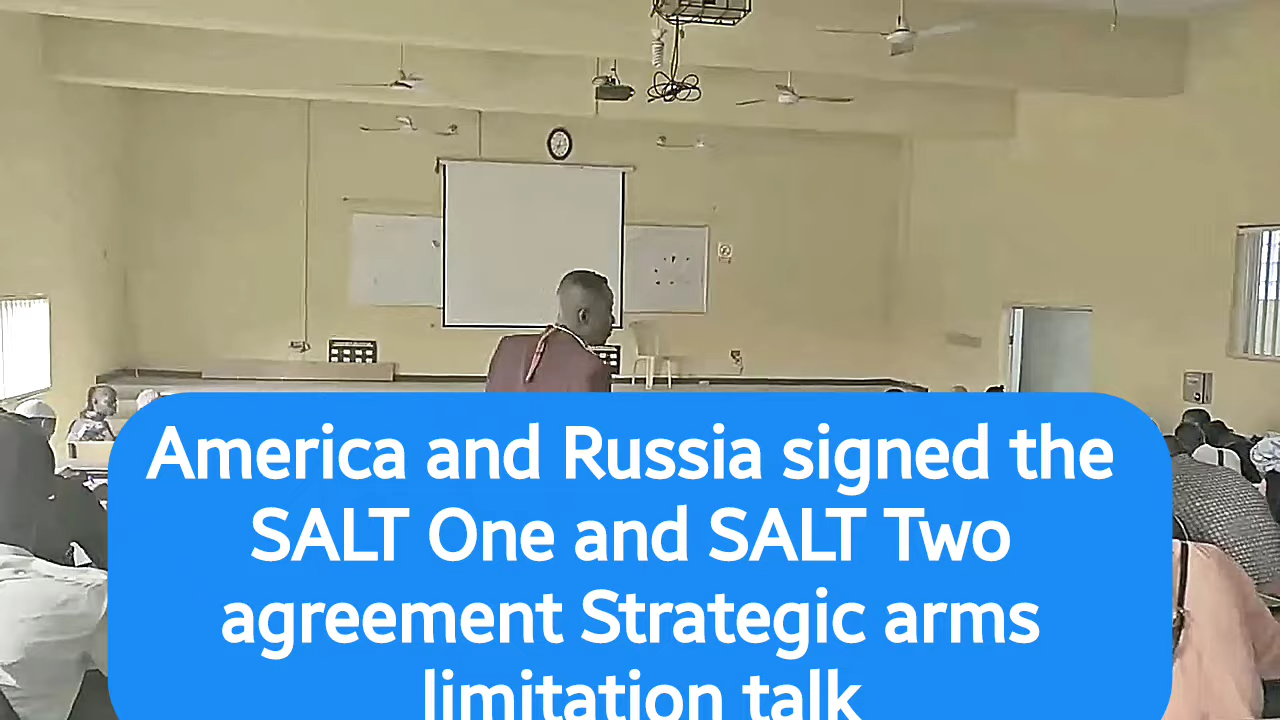 America and Russia signed the
SALT One and SALT Two
agreement Strategic arms
limitation talk